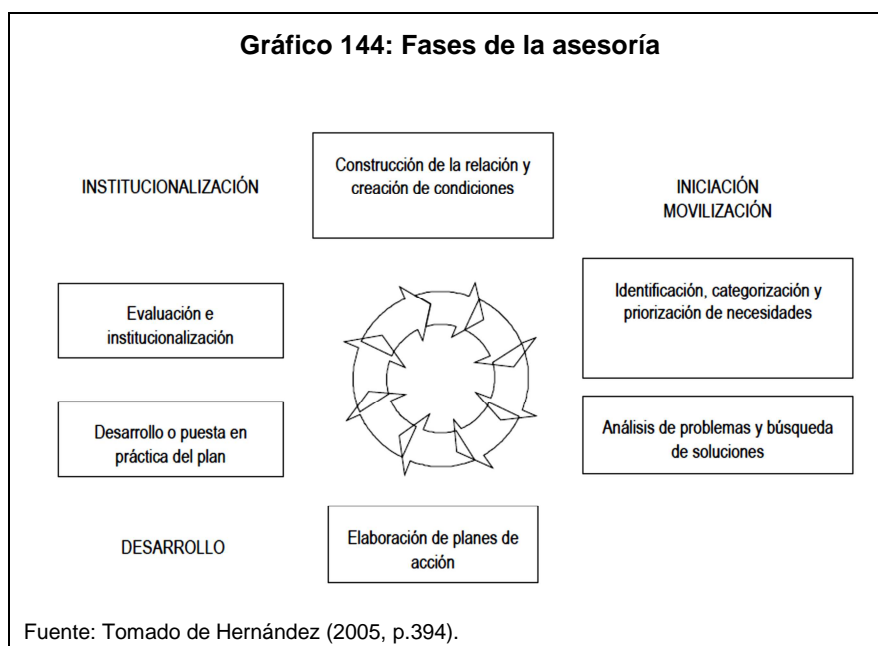 Gráfico 144: Fases de la asesoría
Construcción de la relación y
creación de condiciones
INSTITUCIONALIZACIÓN
INICIACIÓN
MOVILIZACIÓN
Identificación, categorización y
priorización de necesidades
Evaluación e
institucionalización
Desarrollo o puesta en
práctica del plan
Análisis de problemas y búsqueda
de soluciones
DESARROLLO
Elaboración de planes de
acción
Fuente: Tomado de Hernández (2005, p.394).